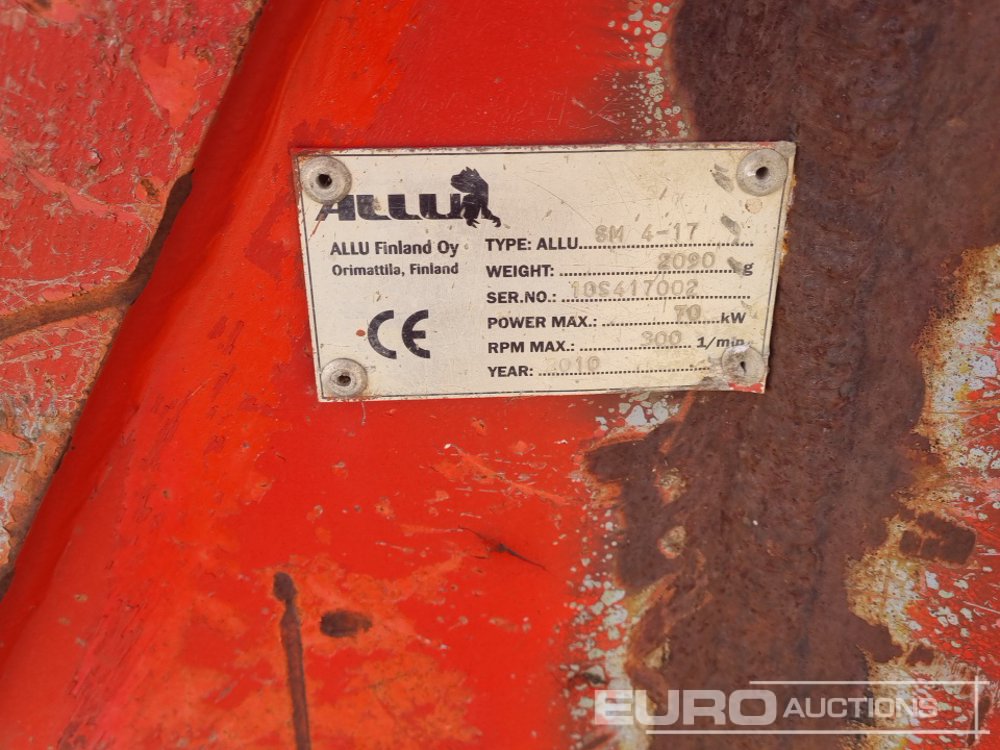 ALLU
ALLU Finland Oy
Orimattila, Finland
CE
TYPE: ALLU SM 4-17
WEIGHT: 2090 g
SER.NO.: 10S417002
POWER MAX.: 70 kW
RPM MAX.: 300 1/min
YEAR: 2010
EURO AUCTIONS